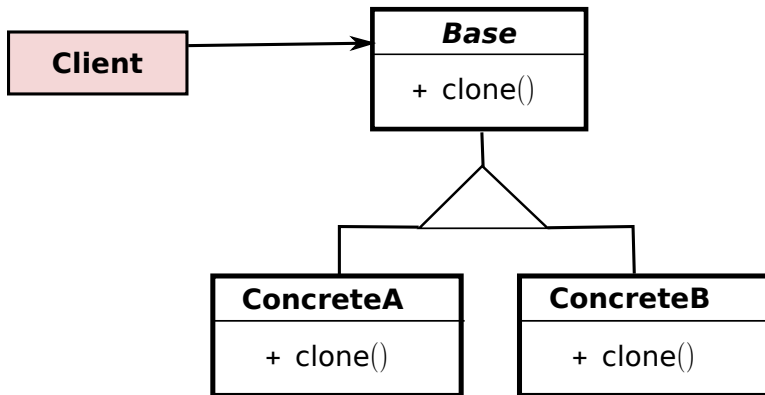 Base
Client
+ clone()
ConcreteA
ConcreteB
+ clone()
+ clone()